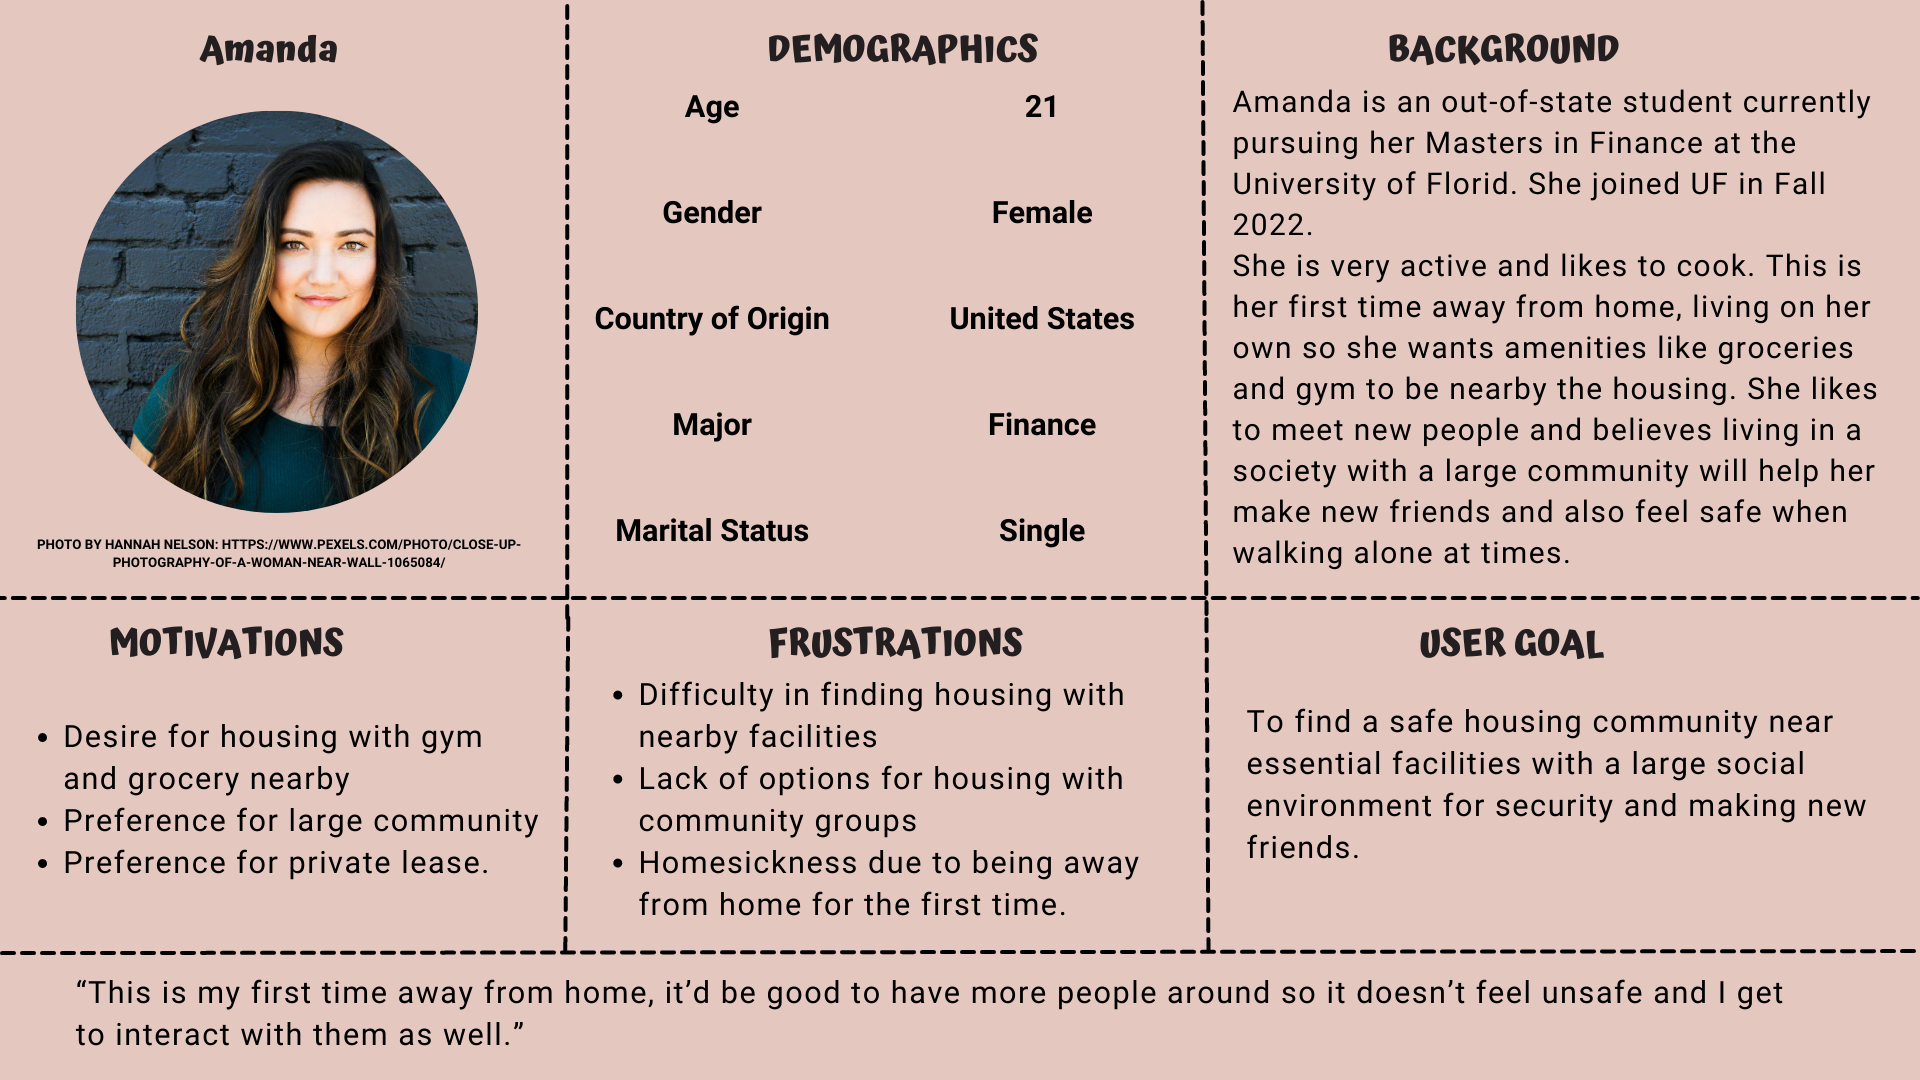 Amanda
PHOTO BY HANNAH NELSON: HTTPS://WWW.PEXELS.COM/PHOTO/CLOSE-UP-
PHOTOGRAPHY-OF-A-WOMAN-NEAR-WALL-1065084/
DEMOGRAPHICS
Age 21
Gender Female
Country of Origin United States
Major Finance
Marital Status Single
BACKGROUND
Amanda is an out-of-state student currently
pursuing her Masters in Finance at the
University of Florid. She joined UF in Fall
2022.
She is very active and likes to cook. This is
her first time away from home, living on her
own so she wants amenities like groceries
and gym to be nearby the housing. She likes
to meet new people and believes living in a
society with a large community will help her
make new friends and also feel safe when
walking alone at times.
MOTIVATIONS
• Desire for housing with gym
and grocery nearby
• Preference for large community
• Preference for private lease.
FRUSTRATIONS
• Difficulty in finding housing with
nearby facilities
• Lack of options for housing with
community groups
• Homesickness due to being away
from home for the first time.
USER GOAL
To find a safe housing community near
essential facilities with a large social
environment for security and making new
friends.
“This is my first time away from home, it’d be good to have more people around so it doesn’t feel unsafe and I get
to interact with them as well.”